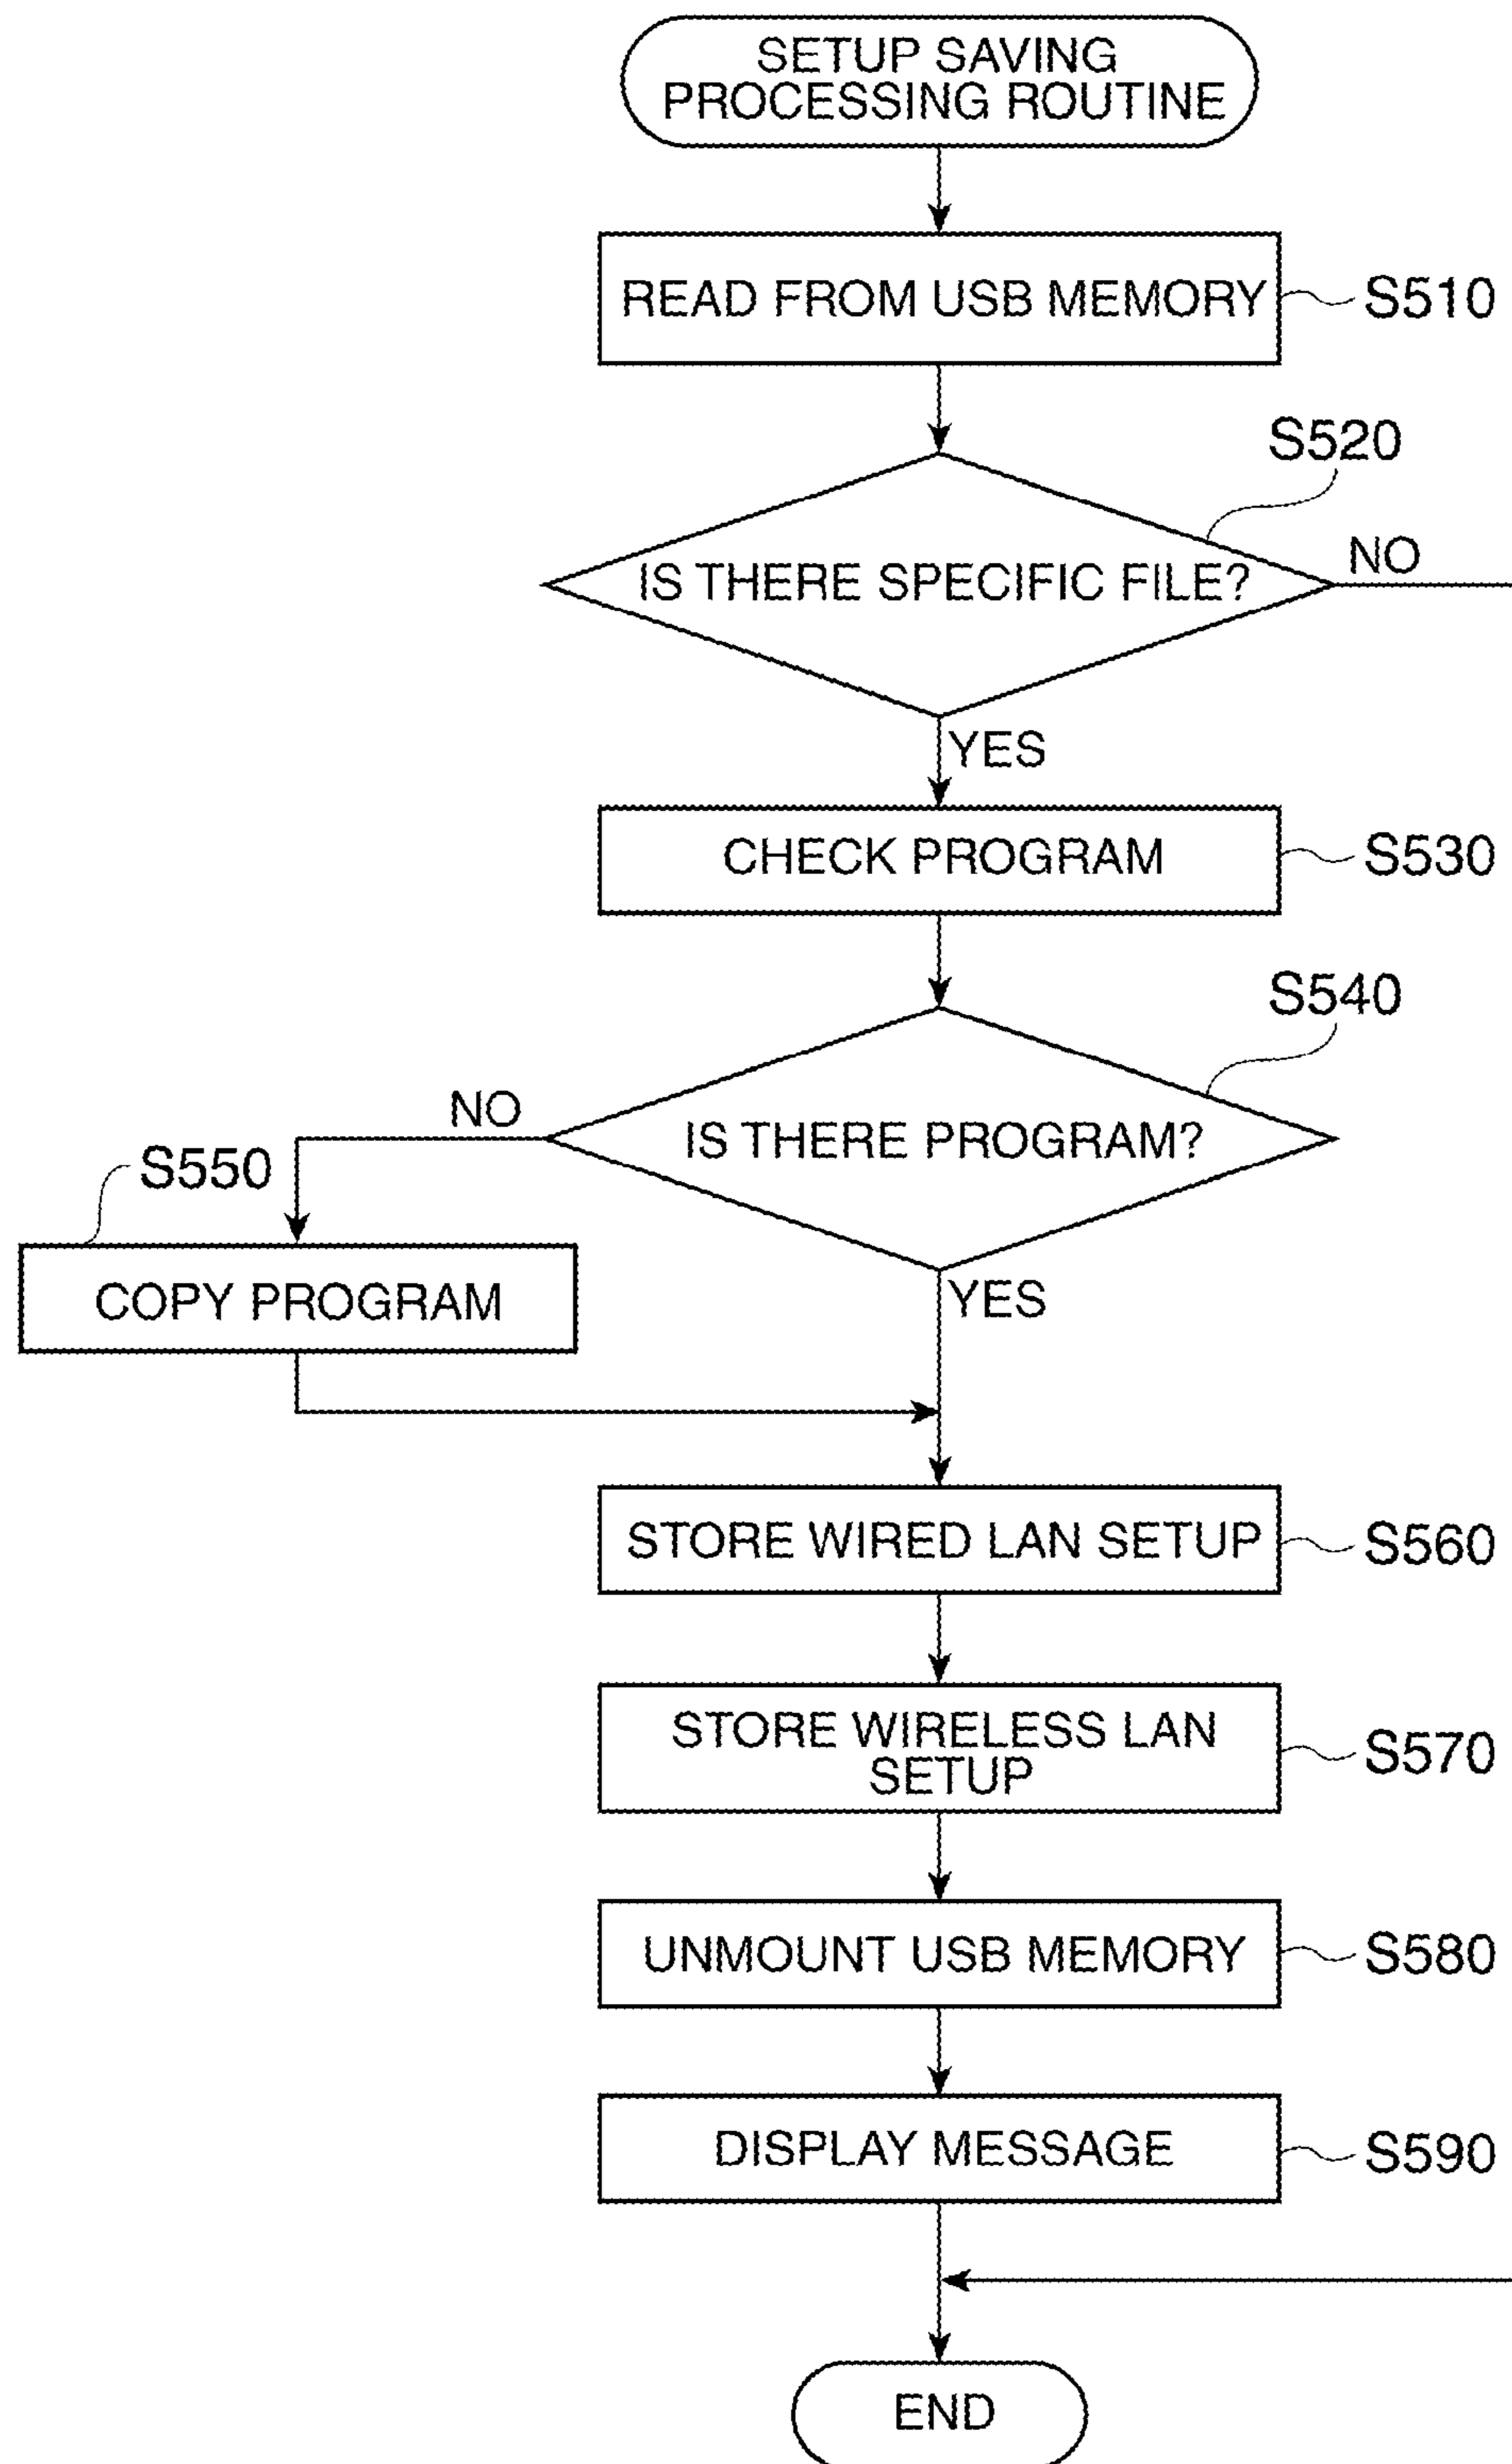 SETUP SAVING
PROCESSING ROUTINE
READ FROM USB MEMORY
S510
S520
IS THERE SPECIFIC FILE?
NO
YES
CHECK PROGRAM
S530
S540
NO
IS THERE PROGRAM?
S550
COPY PROGRAM
YES
STORE WIRED LAN SETUP
S560
STORE WIRELESS LAN
SETUP
S570
UNMOUNT USB MEMORY
S580
DISPLAY MESSAGE
S590
END